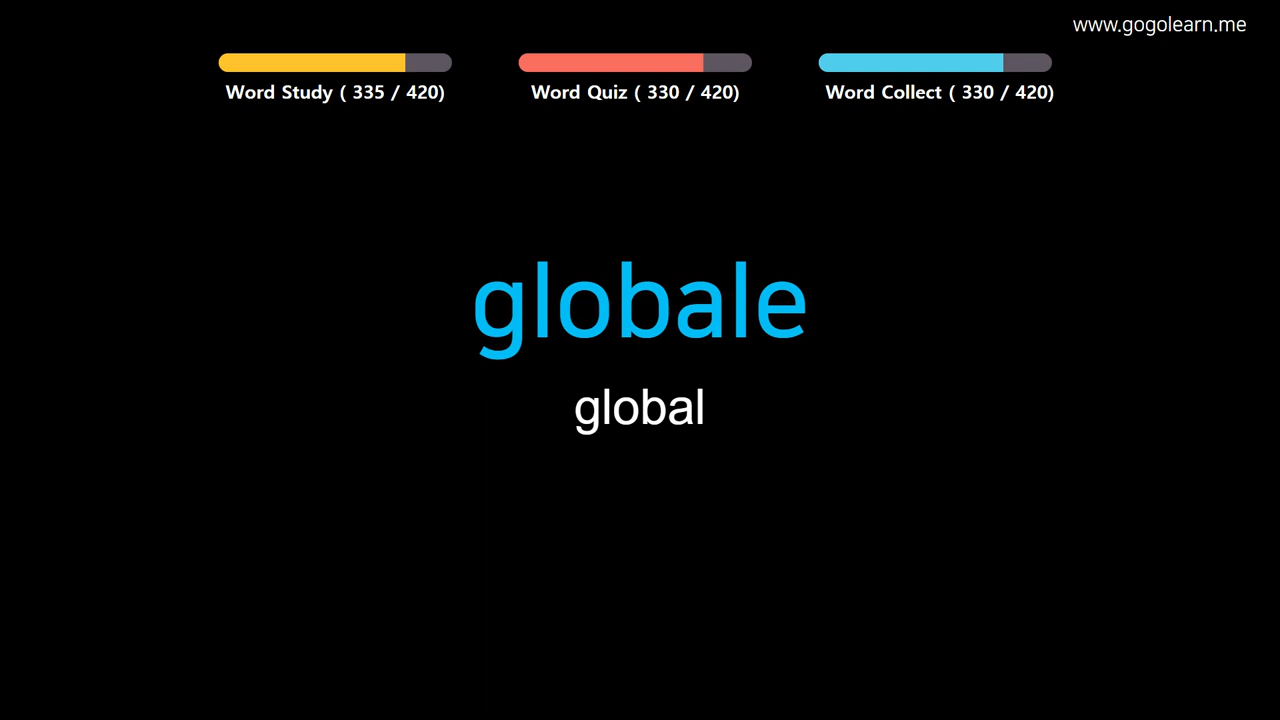 www.gogolearn.me
Word Study ( 335 / 420)
Word Quiz ( 330 / 420)
Word Collect ( 330 / 420)
globale
global